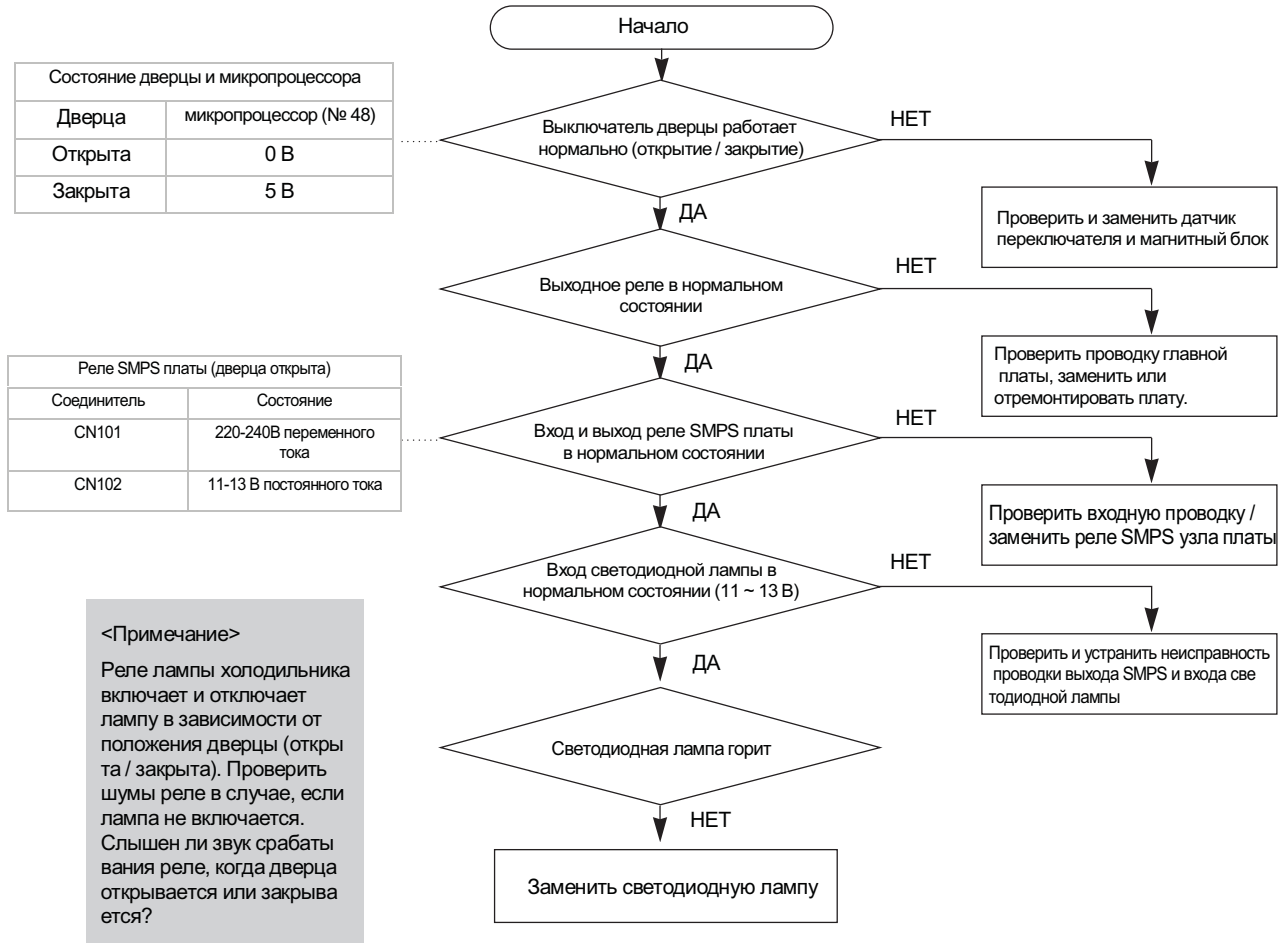 Начало
Состояние дверцы и микропроцессора
Дверца
микропроцессор (№ 48)
Открыта
0 В
Закрыта
5 В
Выключатель дверцы работает
нормально (открытие / закрытие)
НЕТ
Проверить и заменить датчик
переключателя и магнитный блок
ДА
Выходное реле в нормальном
состоянии
НЕТ
Проверить проводку главной
платы, заменить или
отремонтировать плату.
ДА
Реле SMPS платы (дверца открыта)
Соединитель
Состояние
CN101
220-240В переменного
тока
CN102
11-13 В постоянного тока
Вход и выход реле SMPS платы
в нормальном состоянии
НЕТ
Проверить входную проводку /
заменить реле SMPS узла платы
ДА
Вход светодиодной лампы в
нормальном состоянии (11 ~ 13 В)
НЕТ
Проверить и устранить неисправность
проводки выхода SMPS и входа све
тодиодной лампы
ДА
Светодиодная лампа горит
НЕТ
Заменить светодиодную лампу
<Примечание>
Реле лампы холодильника
включает и отключает
лампу в зависимости от
положения дверцы (откры
та / закрыта). Проверить
шумы реле в случае, если
лампа не включается.
Слышен ли звук срабаты
вания реле, когда дверца
открывается или закрыва
ется?